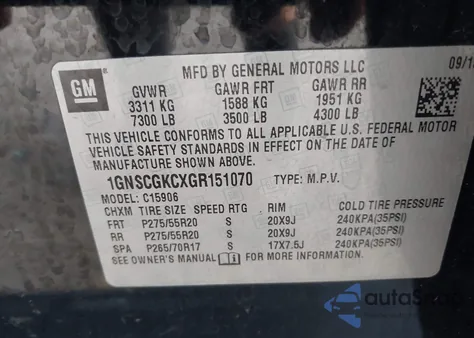 MFD BY GENERAL MOTORS LLC 09/15
GM
GVWR GAWR FRT GAWR RR
3311 KG 1588 KG 1951 KG
7300 LB 3500 LB 4300 LB
THIS VEHICLE CONFORMS TO ALL APPLICABLE U.S. FEDERAL MOTOR
VEHICLE SAFETY STANDARDS IN EFFECT ON THE DATE OF
MANUFACTURE SHOWN ABOVE.
1GNSCGKCXGR151070 TYPE: M.P.V.
MODEL: C15906
CHXM TIRE SIZE SPEED RTG RIM COLD TIRE PRESSURE
FRT P275/55R20 S 20X9J 240KPA(35PSI)
RR P275/55R20 S 20X9J 240KPA(35PSI)
SPA P265/70R17 S 17X7.5J 240KPA(35PSI)
SEE OWNER'S MANUAL FOR MORE INFORMATION.